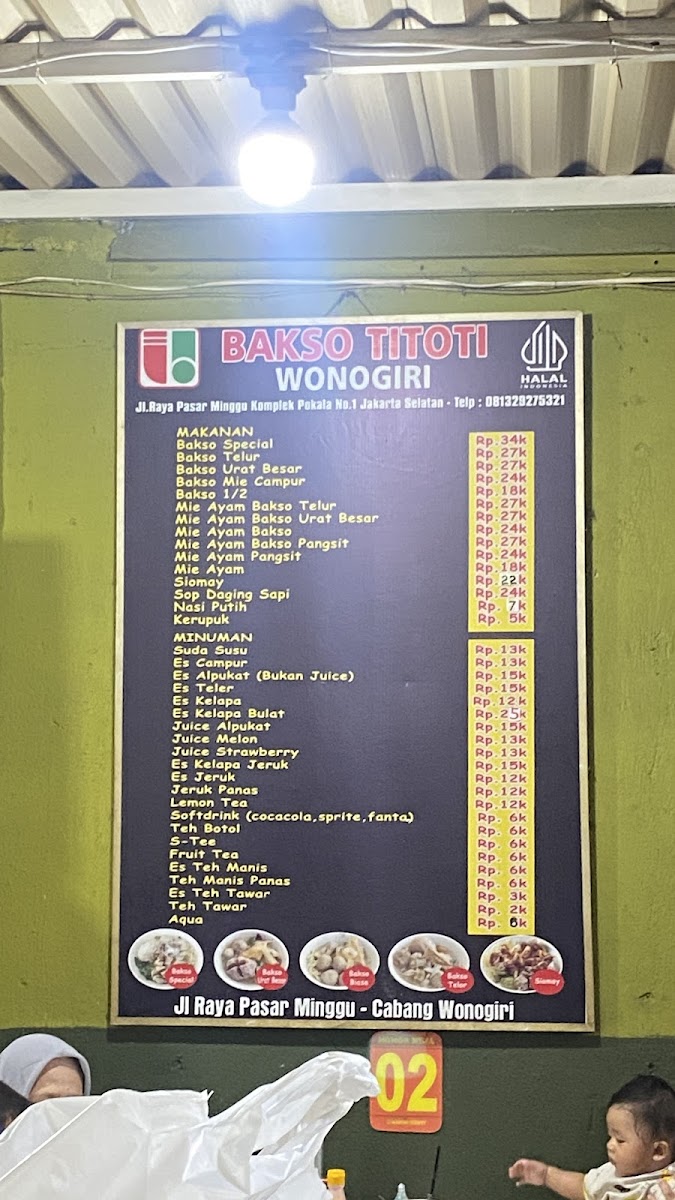 BAKSO TITOTI
WONOGIRI
HALAL
INDONESIA
Jl.Raya Pasar Minggu Komplek Pokala No.1 Jakarta Selatan - Telp : 081329275321
MAKANAN
Bakso Special Rp.34k
Bakso Telur Rp.27k
Bakso Urat Besar Rp.27k
Bakso Mie Campur Rp.24k
Bakso 1/2 Rp.18k
Mie Ayam Bakso Telur Rp.27k
Mie Ayam Bakso Urat Besar Rp.27k
Mie Ayam Bakso Rp.24k
Mie Ayam Bakso Pangsit Rp.27k
Mie Ayam Pangsit Rp.24k
Mie Ayam Rp.18k
Siomay Rp.22k
Sop Daging Sapi Rp.24k
Nasi Putih Rp. 7k
Kerupuk Rp. 5k
MINUMAN
Suda Susu Rp.13k
Es Campur Rp.13k
Es Alpukat (Bukan Juice) Rp.15k
Es Teler Rp.15k
Es Kelapa Rp.12k
Es Kelapa Bulat Rp.25k
Juice Alpukat Rp.15k
Juice Melon Rp.13k
Juice Strawberry Rp.13k
Es Kelapa Jeruk Rp.15k
Es Jeruk Rp.12k
Jeruk Panas Rp.12k
Lemon Tea Rp.12k
Softdrink (cocacola,sprite,fanta) Rp. 6k
Teh Botol Rp. 6k
S-Tee Rp. 6k
Fruit Tea Rp. 6k
Es Teh Manis Rp. 6k
Teh Manis Panas Rp. 6k
Es Teh Tawar Rp. 3k
Teh Tawar Rp. 2k
Aqua Rp. 6k
Bakso Special
Bakso Urat Besar
Bakso Biasa
Bakso Telor
Siomay
Jl Raya Pasar Minggu - Cabang Wonogiri
NOMOR MEJA
02